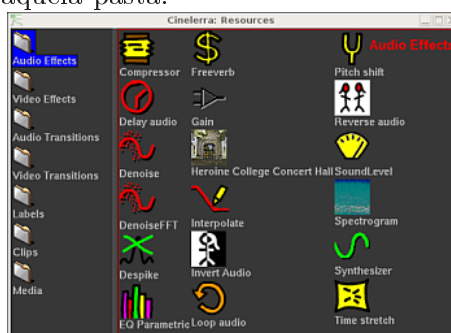 aquela pasta.
Cinelerra: Resources
Audio Effects
Video Effects
Audio Transitions
Video Transitions
Labels
Clips
Media
Audio Effects
Compressor Freeverb Pitch shift
Delay audio Gain Reverse audio
Denoise Heroine College Concert Hall SoundLevel
DenoiseFFT Interpolate Spectrogram
Despike Invert Audio Synthesizer
EQ Parametric Loop audio Time stretch